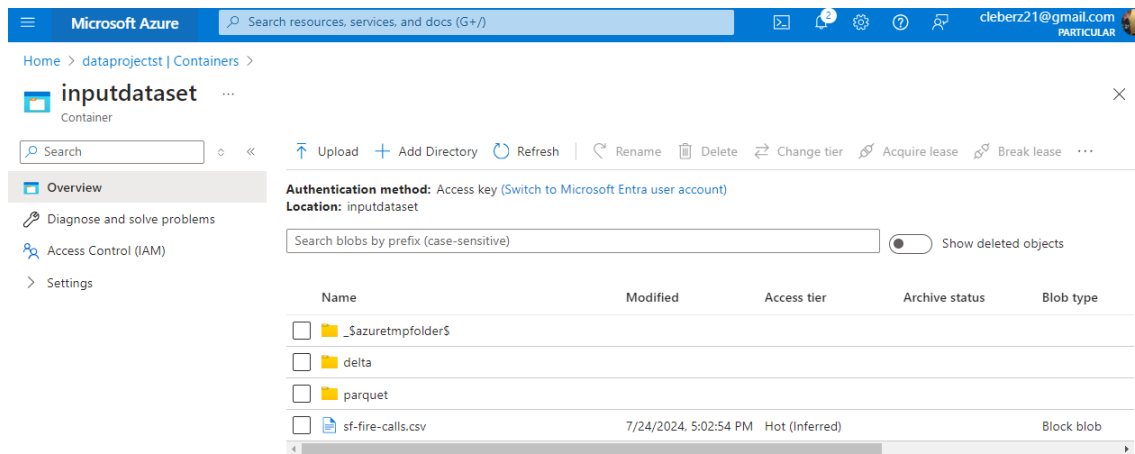 Microsoft Azure
Search resources, services, and docs (G+/)
2
cleberz21@gmail.com
PARTICULAR
Home > dataprojectst | Containers >
inputdataset ...
Container
Search
Overview
Diagnose and solve problems
Access Control (IAM)
Settings
Upload Add Directory Refresh Rename Delete Change tier Acquire lease Break lease ...
Authentication method: Access key (Switch to Microsoft Entra user account)
Location: inputdataset
Search blobs by prefix (case-sensitive)
Show deleted objects
Name Modified Access tier Archive status Blob type
_$azuretmpfolder$
delta
parquet
sf-fire-calls.csv 7/24/2024, 5:02:54 PM Hot (Inferred) Block blob